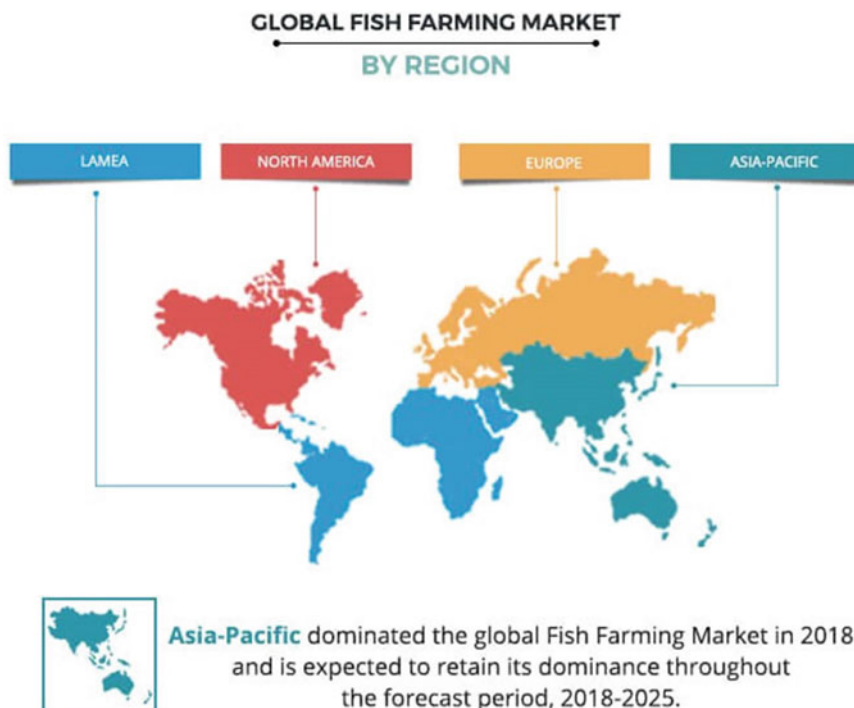 GLOBAL FISH FARMING MARKET
BY REGION
LAMEA
NORTH AMERICA
EUROPE
ASIA-PACIFIC
Asia-Pacific dominated the global Fish Farming Market in 2018
and is expected to retain its dominance throughout
the forecast period, 2018-2025.